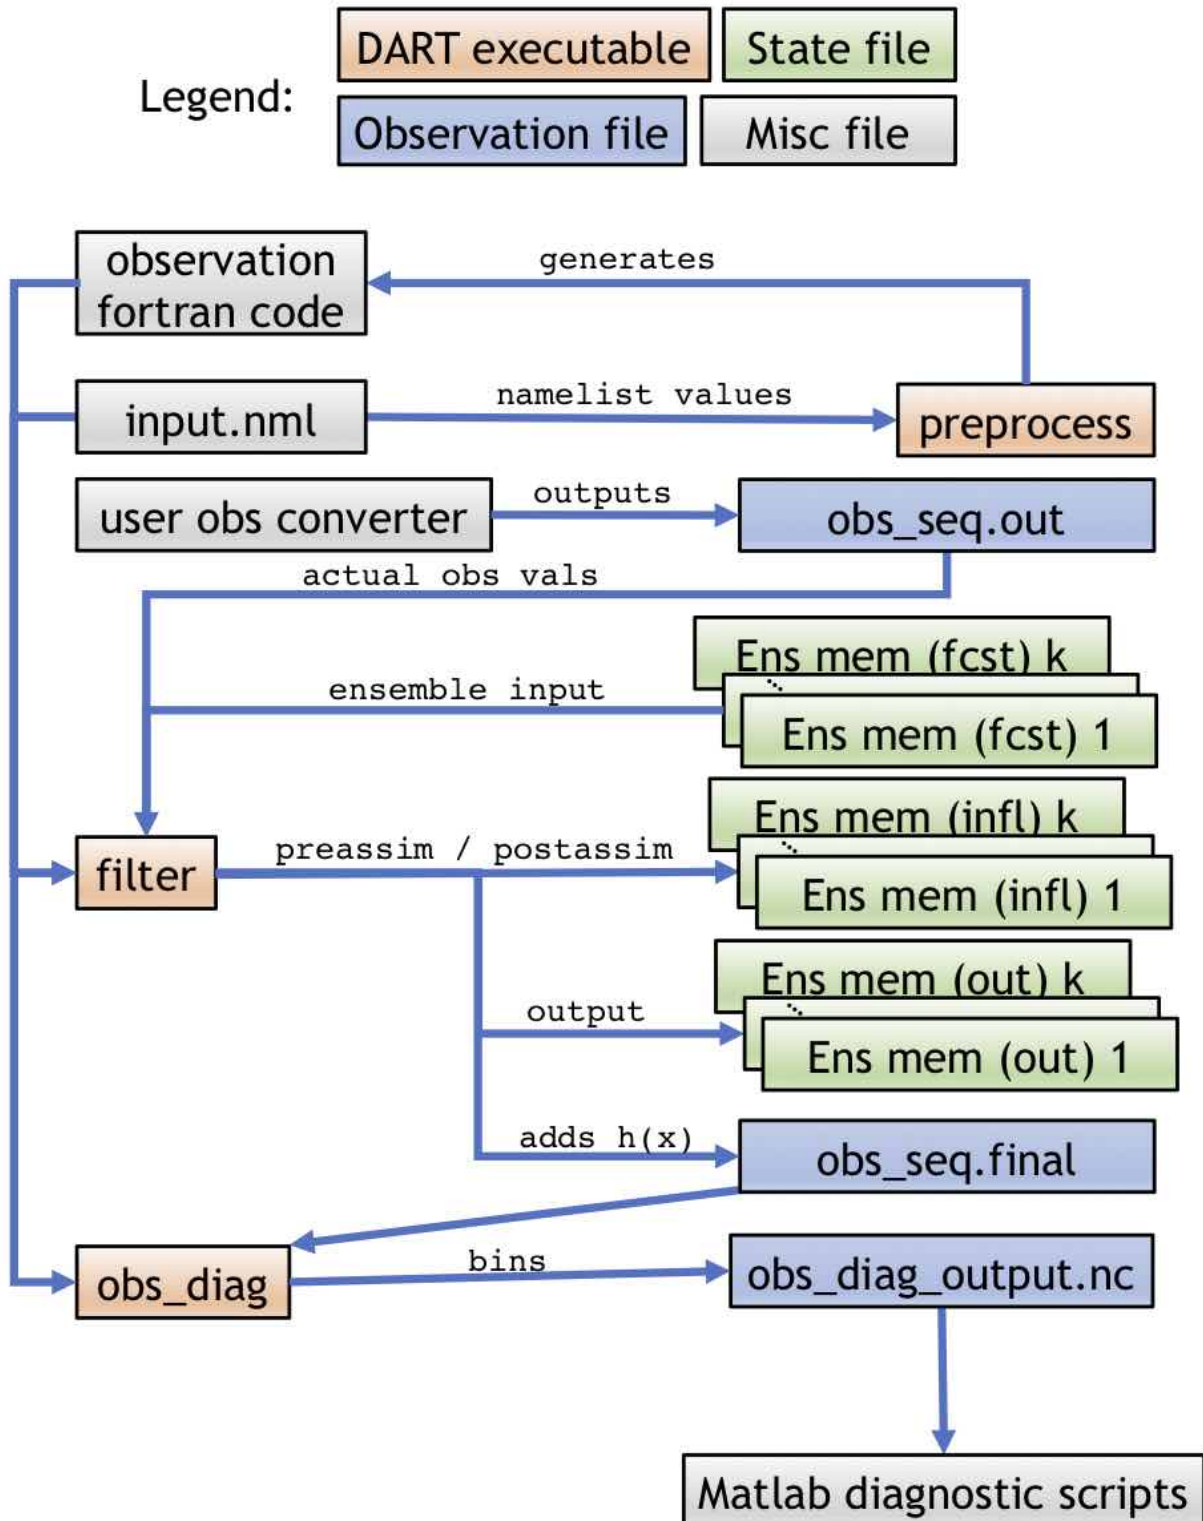 Legend:
DART executable
State file
Observation file
Misc file
observation
fortran code
generates
input.nml
namelist values
preprocess
user obs converter
outputs
obs_seq.out
actual obs vals
Ens mem (fcst) k
ensemble input
Ens mem (fcst) 1
Ens mem (infl) k
filter
preassim / postassim
Ens mem (infl) 1
Ens mem (out) k
output
Ens mem (out) 1
adds h(x)
obs_seq.final
obs_diag
bins
obs_diag_output.nc
Matlab diagnostic scripts